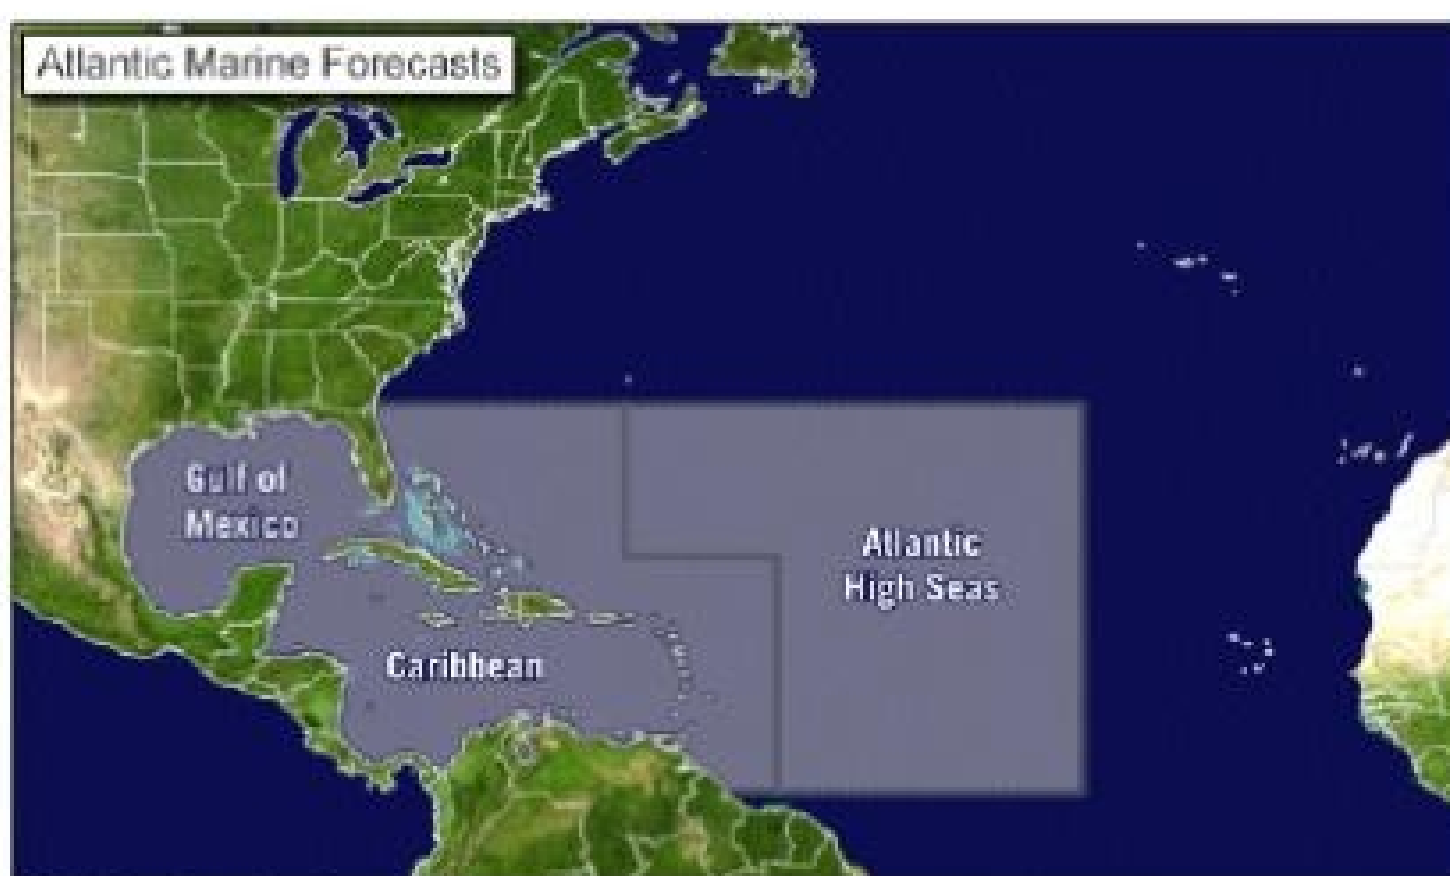 Atlantic Marine Forecasts
Gulf of
Mexico
Atlantic
High Seas
Caribbean